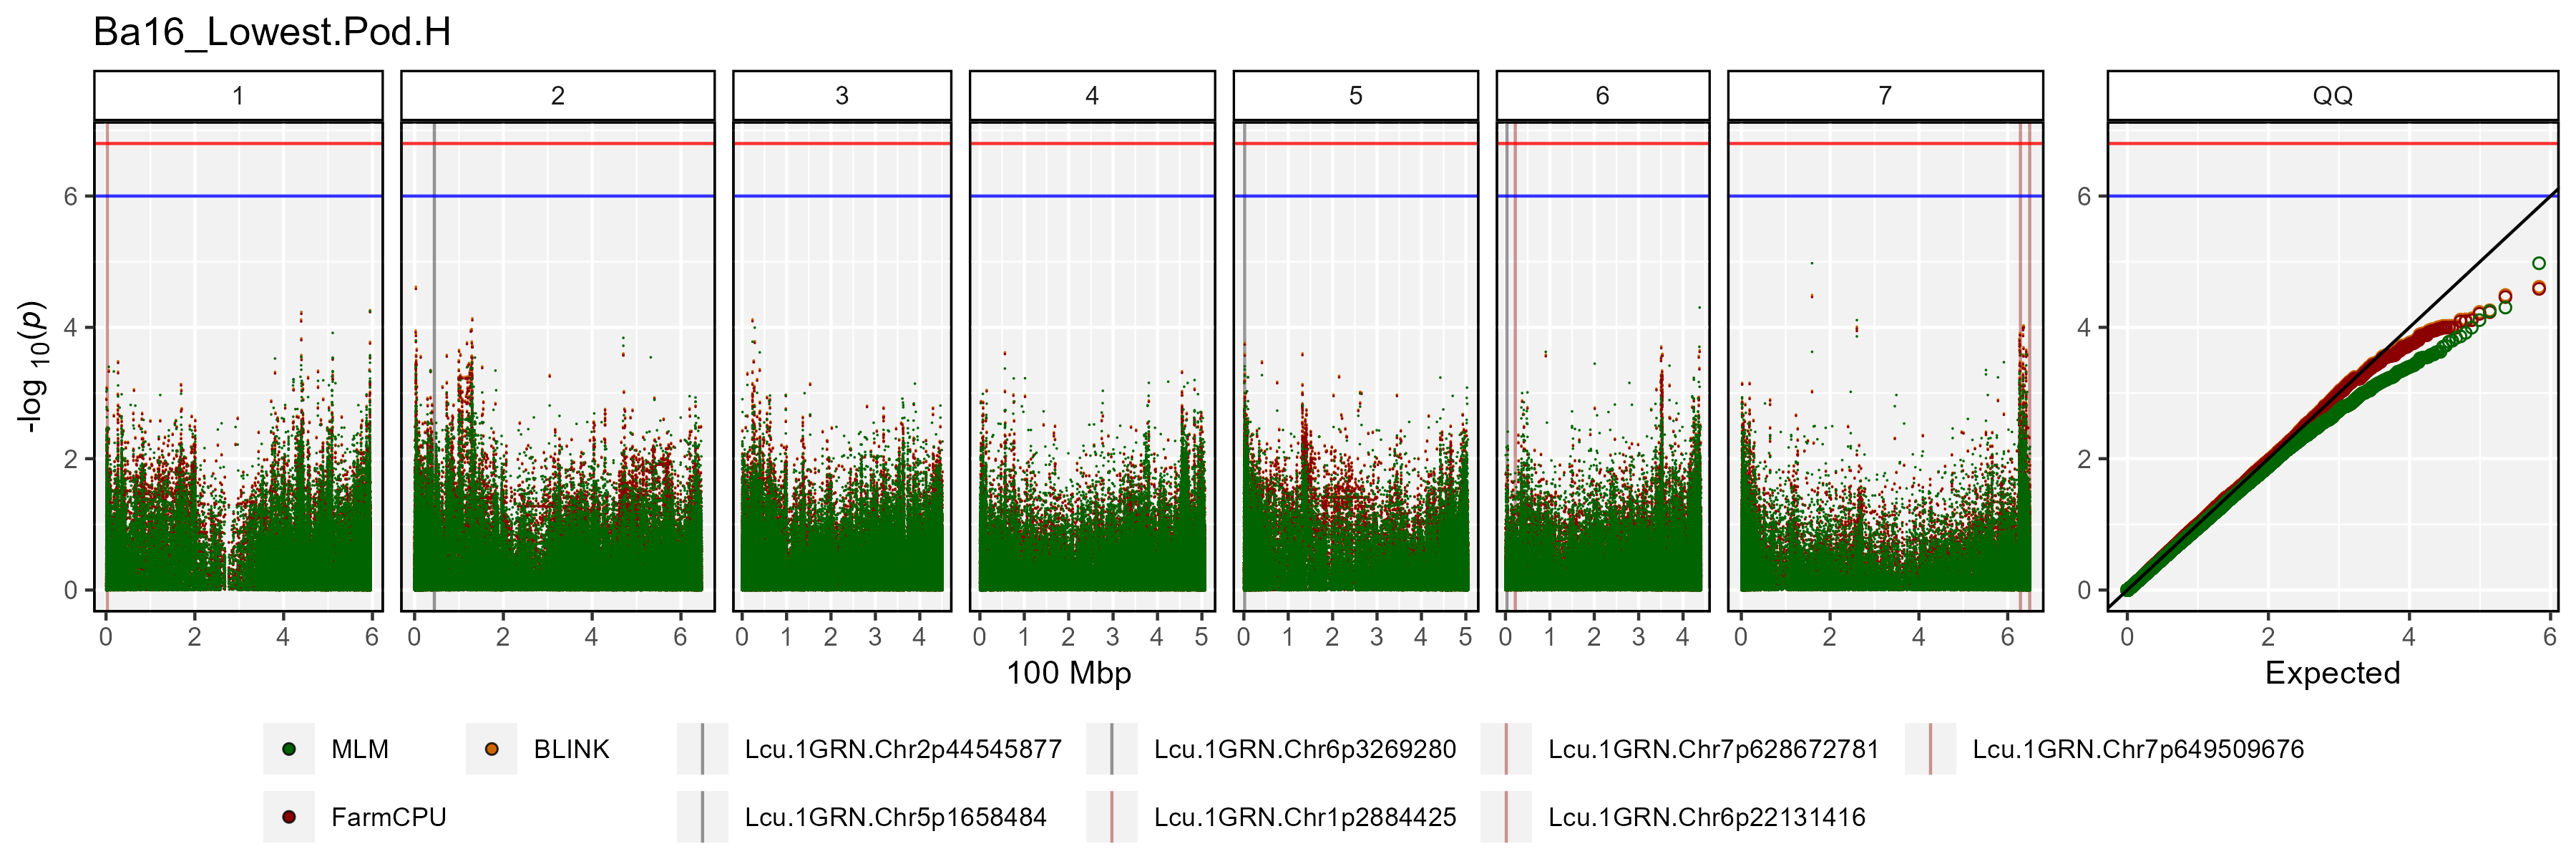 Ba16_Lowest.Pod.H
1 2 3 4 5 6 7 QQ
-log 10(p)
6
4
2
0
6
4
2
0
0 2 4 6 0 2 4 6 0 1 2 3 4 0 1 2 3 4 5 0 1 2 3 4 5 0 1 2 3 4 0 2 4 6 0 2 4 6
100 Mbp Expected
MLM BLINK Lcu.1GRN.Chr2p44545877 Lcu.1GRN.Chr6p3269280 Lcu.1GRN.Chr7p628672781 Lcu.1GRN.Chr7p649509676
FarmCPU Lcu.1GRN.Chr5p1658484 Lcu.1GRN.Chr1p2884425 Lcu.1GRN.Chr6p22131416